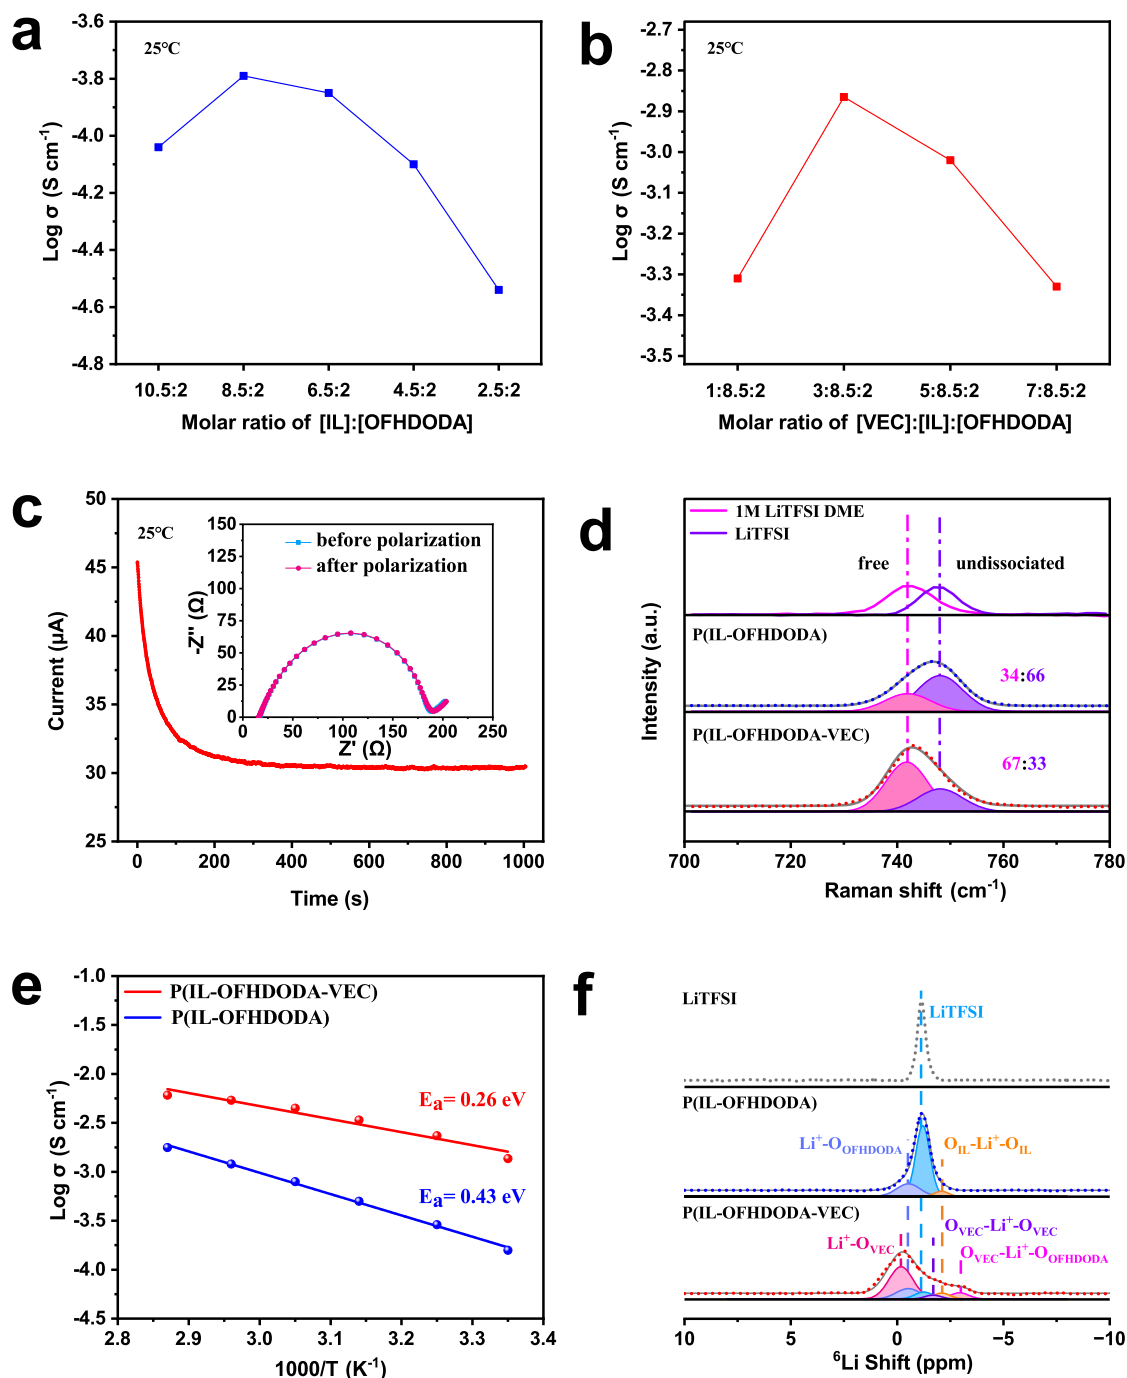 a
-3.6
-3.8
-4.0
-4.2
-4.4
-4.6
-4.8
Log σ (S cm⁻¹)
25°C
10.5:2 8.5:2 6.5:2 4.5:2 2.5:2
Molar ratio of [IL]:[OFHDODA]
b
-2.7
-2.8
-2.9
-3.0
-3.1
-3.2
-3.3
-3.4
-3.5
Log σ (S cm⁻¹)
25°C
1:8.5:2 3:8.5:2 5:8.5:2 7:8.5:2
Molar ratio of [VEC]:[IL]:[OFHDODA]
c
50
45
40
35
30
25
Current (μA)
25°C
150
125
100
75
50
25
0
-Z'' (Ω)
before polarization
after polarization
0 50 100 150 200 250
Z' (Ω)
0 200 400 600 800 1000
Time (s)
d
1M LiTFSI DME
LiTFSI
free undissociated
P(IL-OFHDODA)
34:66
P(IL-OFHDODA-VEC)
67:33
Intensity (a.u.)
700 720 740 760 780
Raman shift (cm⁻¹)
e
-1.0
-1.5
-2.0
-2.5
-3.0
-3.5
-4.0
-4.5
Log σ (S cm⁻¹)
P(IL-OFHDODA-VEC)
P(IL-OFHDODA)
Eₐ= 0.26 eV
Eₐ= 0.43 eV
2.8 2.9 3.0 3.1 3.2 3.3 3.4
1000/T (K⁻¹)
f
LiTFSI
LiTFSI
P(IL-OFHDODA)
Li⁺-O_OFHDODA O_IL-Li⁺-O_IL
P(IL-OFHDODA-VEC)
O_VEC-Li⁺-O_VEC
Li⁺-O_VEC
O_VEC-Li⁺-O_OFHDODA
10 5 0 −5 −10
⁶Li Shift (ppm)